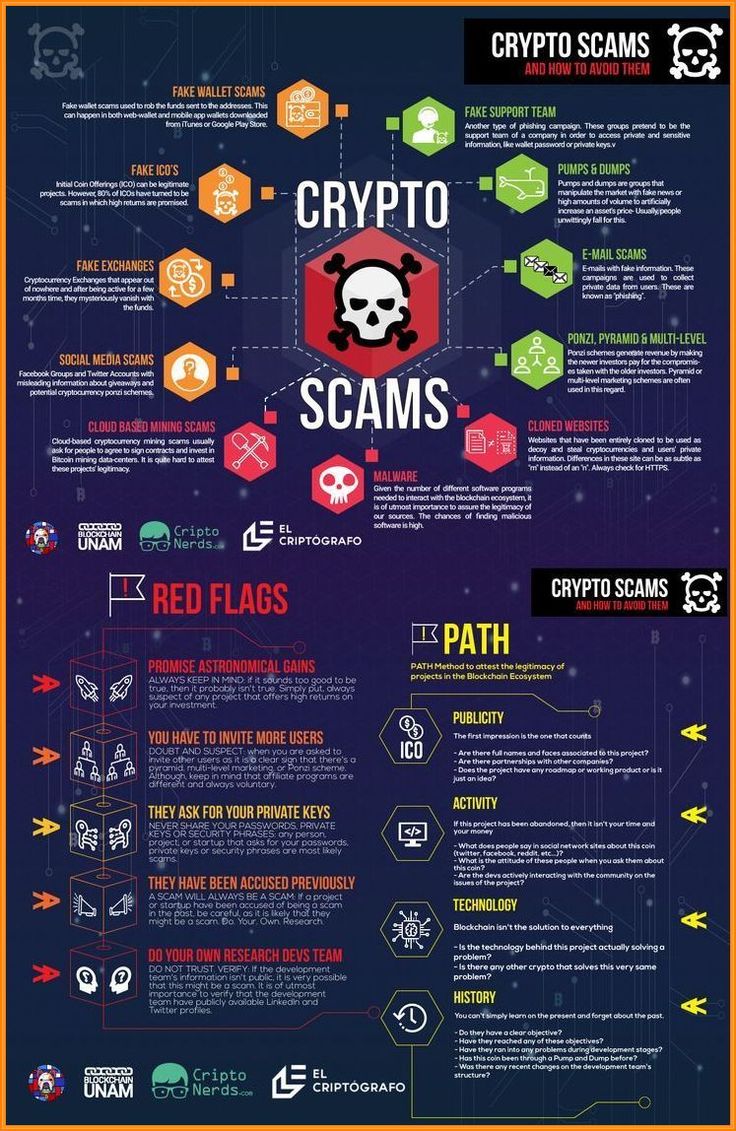 CRYPTO SCAMS
AND HOW TO AVOID THEM
FAKE WALLET SCAMS
Fake wallet scams used to rob the funds sent to the addresses. This
can happen in both web-wallet and mobile app wallets downloaded
from iTunes or Google Play Store.
FAKE SUPPORT TEAM
Another type of phishing campaign. These groups pretend to be the
support team of a company in order to access private and sensitive
information, like wallet password or private keys.v
FAKE ICO'S
Initial Coin Offerings (ICO) can be legitimate
projects. However, 80% of ICOs have turned to be
scams in which high returns are promised.
PUMPS & DUMPS
Pumps and dumps are groups that
manipulate the market with fake news or
high amounts of volume to artificially
increase an asset's price- Usually,people
unwittingly fall for this.
CRYPTO
SCAMS
FAKE EXCHANGES
Cryptocurrency Exchanges that appear out
of nowhere and after being active for a few
months time, they mysteriously vanish with
the funds.
E-MAIL SCAMS
E-mails with fake information. These
campaigns are used to collect
private data from users. These are
known as "phishing".
SOCIAL MEDIA SCAMS
Facebook Groups and Twitter Accounts with
misleading information about giveaways and
potential cryptocurrency ponzi schemes.
PONZI, PYRAMID & MULTI-LEVEL
Ponzi schemes generate revenue by making
the newer investors pay for the compromis-
es taken with the older investors. Pyramid or
multi-level marketing schemes are often
used in this regard.
CLOUD BASED MINING SCAMS
Cloud-based cryptocurrency mining scams usually
ask for people to agree to sign contracts and invest in
Bitcoin mining data-centers. It is quite hard to attest
these projects' legitimacy.
CLONED WEBSITES
Websites that have been entirely cloned to be used as
decoy and steal cryptocurrencies and users' private
information. Differences in these site can be as subtle as
"m" instead of an "n". Always check for HTTPS.
MALWARE
Given the number of different software programs
needed to interact with the blockchain ecosystem, it
is of utmost importance to assure the legitimacy of
our sources. The chances of finding malicious
software is high.
BLOCKCHAIN
UNAM
Cripto
Nerds.com
EL
CRIPTÓGRAFO
CRYPTO SCAMS
AND HOW TO AVOID THEM
! RED FLAGS
PROMISE ASTRONOMICAL GAINS
ALWAYS KEEP IN MIND: if it sounds too good to be
true, then it probably isn't true. Simply put, always
suspect of any project that offers high returns on
your investment.
YOU HAVE TO INVITE MORE USERS
DOUBT AND SUSPECT: when you are asked to
invite other users as it is a clear sign that there's a
pyramid, multi-level marketing, or Ponzi scheme.
Although, keep in mind that affiliate programs are
different and always voluntary.
THEY ASK FOR YOUR PRIVATE KEYS
NEVER SHARE YOUR PASSWORDS, PRIVATE
KEYS OR SECURITY PHRASES: any person,
project, or startup that asks for your passwords,
private keys or security phrases are most likely
scams.
THEY HAVE BEEN ACCUSED PREVIOUSLY
A SCAM WILL ALWAYS BE A SCAM: If a project
or startup have been accused of being a scam
in the past, be careful, as it is likely that they
might be a scam. Do. Your. Own. Research.
DO YOUR OWN RESEARCH DEVS TEAM
DO NOT TRUST, VERIFY: If the development
team's information isn't public, it is very possible
that this might be a scam. It is of utmost
importance to verify that the development
team have publicly available LinkedIn and
Twitter profiles.
! PATH
PATH Method to attest the legitimacy of
projects in the Blockchain Ecosystem
ICO
PUBLICITY
The first impression is the one that counts
- Are there full names and faces associated to this project?
- Are there partnerships with other companies?
- Does the project have any roadmap or working product or is it
just an idea?
ACTIVITY
If this project has been abandoned, then it isn't your time and
your money
- What does people say in social network sites about this coin
(twitter, facebook, reddit, etc...)?
- What is the attitude of these people when you ask them about
this coin?
- Are the devs actively interacting with the community on the
issues of the project?
TECHNOLOGY
Blockchain isn't the solution to everything
- Is the technology behind this project actually solving a
problem?
- Is there any other crypto that solves this very same
problem?
HISTORY
You can't simply learn on the present and forget about the past.
- Do they have a clear objective?
- Have they reached any of these objectives?
- Have they ran into any problems during development stages?
- Has this coin been through a Pump and Dump before?
- Was there any recent changes on the development team's
structure?
BLOCKCHAIN
UNAM
Cripto
Nerds.com
EL
CRIPTÓGRAFO